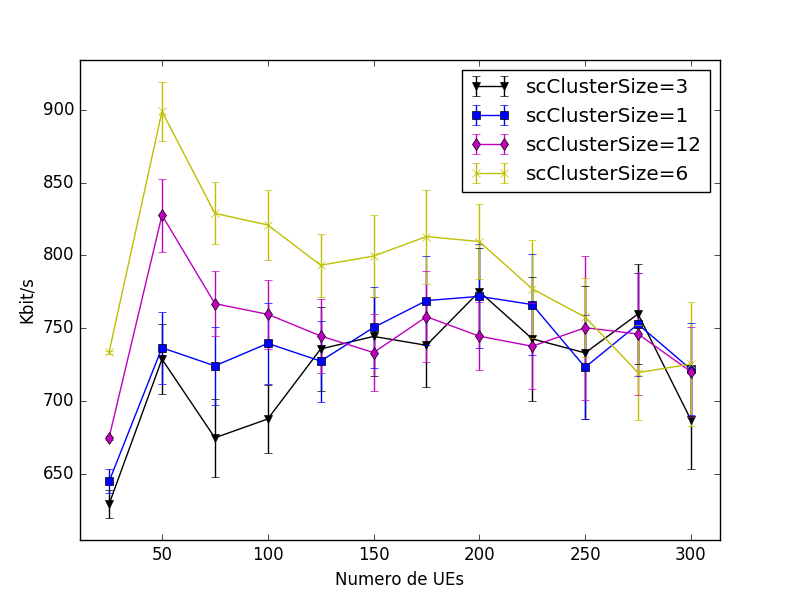 900
850
800
750
700
650
Kbit/s
scClusterSize=3
scClusterSize=1
scClusterSize=12
scClusterSize=6
50 100 150 200 250 300
Numero de UEs